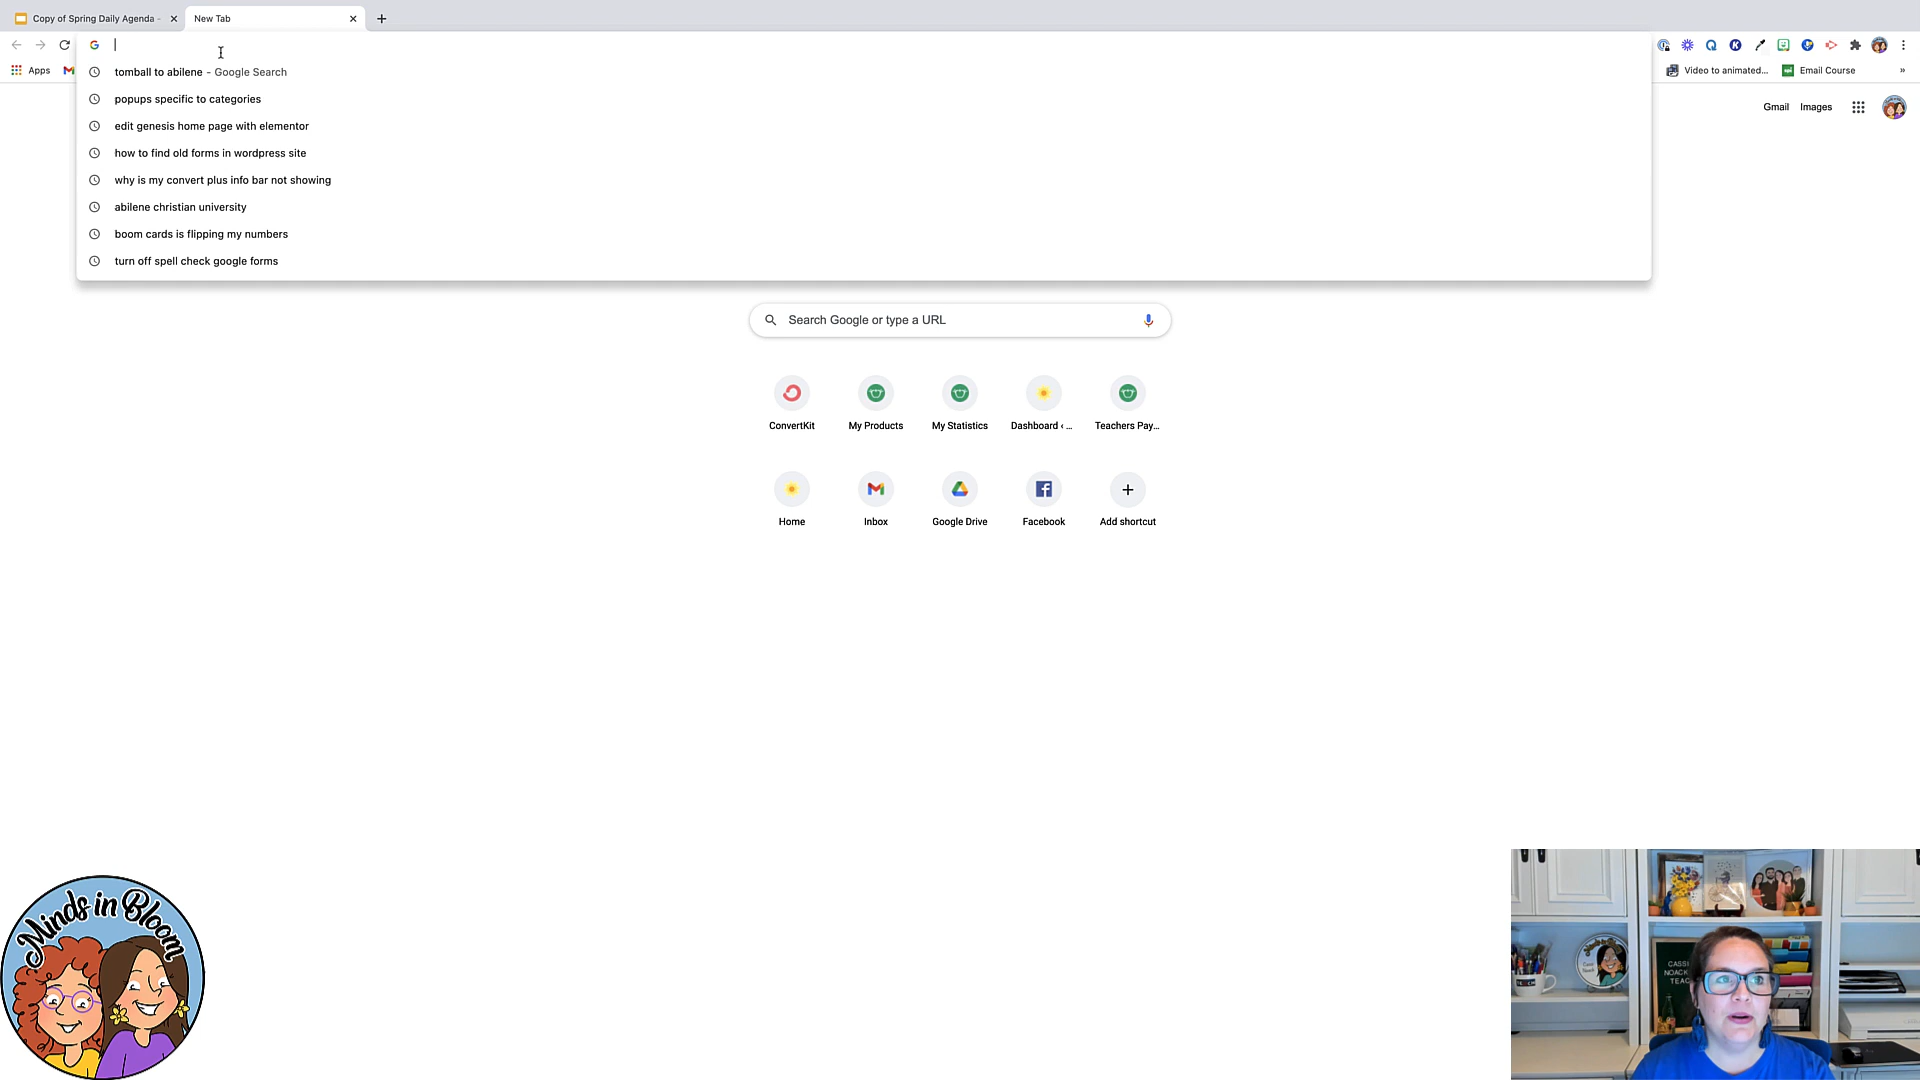 Copy of Spring Daily Agenda -
New Tab
Apps
tomball to abilene - Google Search
popups specific to categories
edit genesis home page with elementor
how to find old forms in wordpress site
why is my convert plus info bar not showing
abilene christian university
boom cards is flipping my numbers
turn off spell check google forms
Video to animated...
Email Course
»
Gmail
Images
Search Google or type a URL
ConvertKit
My Products
My Statistics
Dashboard ‹ ...
Teachers Pay...
Home
Inbox
Google Drive
Facebook
Add shortcut
Minds in Bloom
CASSI
NOACK
TEAC